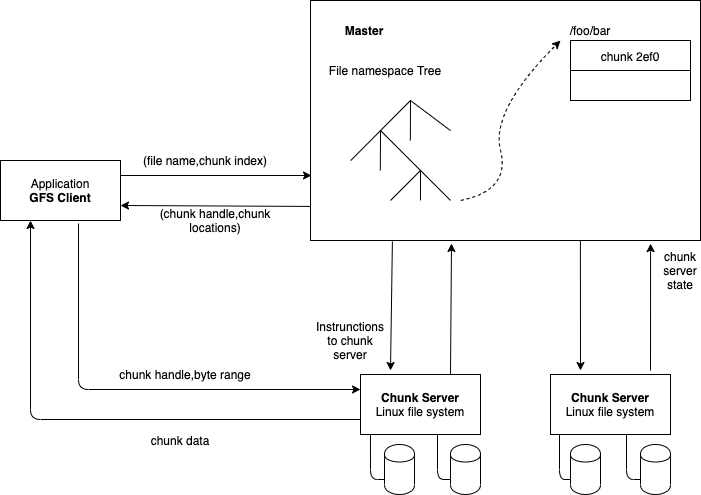 Master
/foo/bar
chunk 2ef0
File namespace Tree
(file name,chunk index)
Application
GFS Client
(chunk handle,chunk
locations)
chunk
server
state
Instrunctions
to chunk
server
chunk handle,byte range
Chunk Server
Linux file system
Chunk Server
Linux file system
chunk data